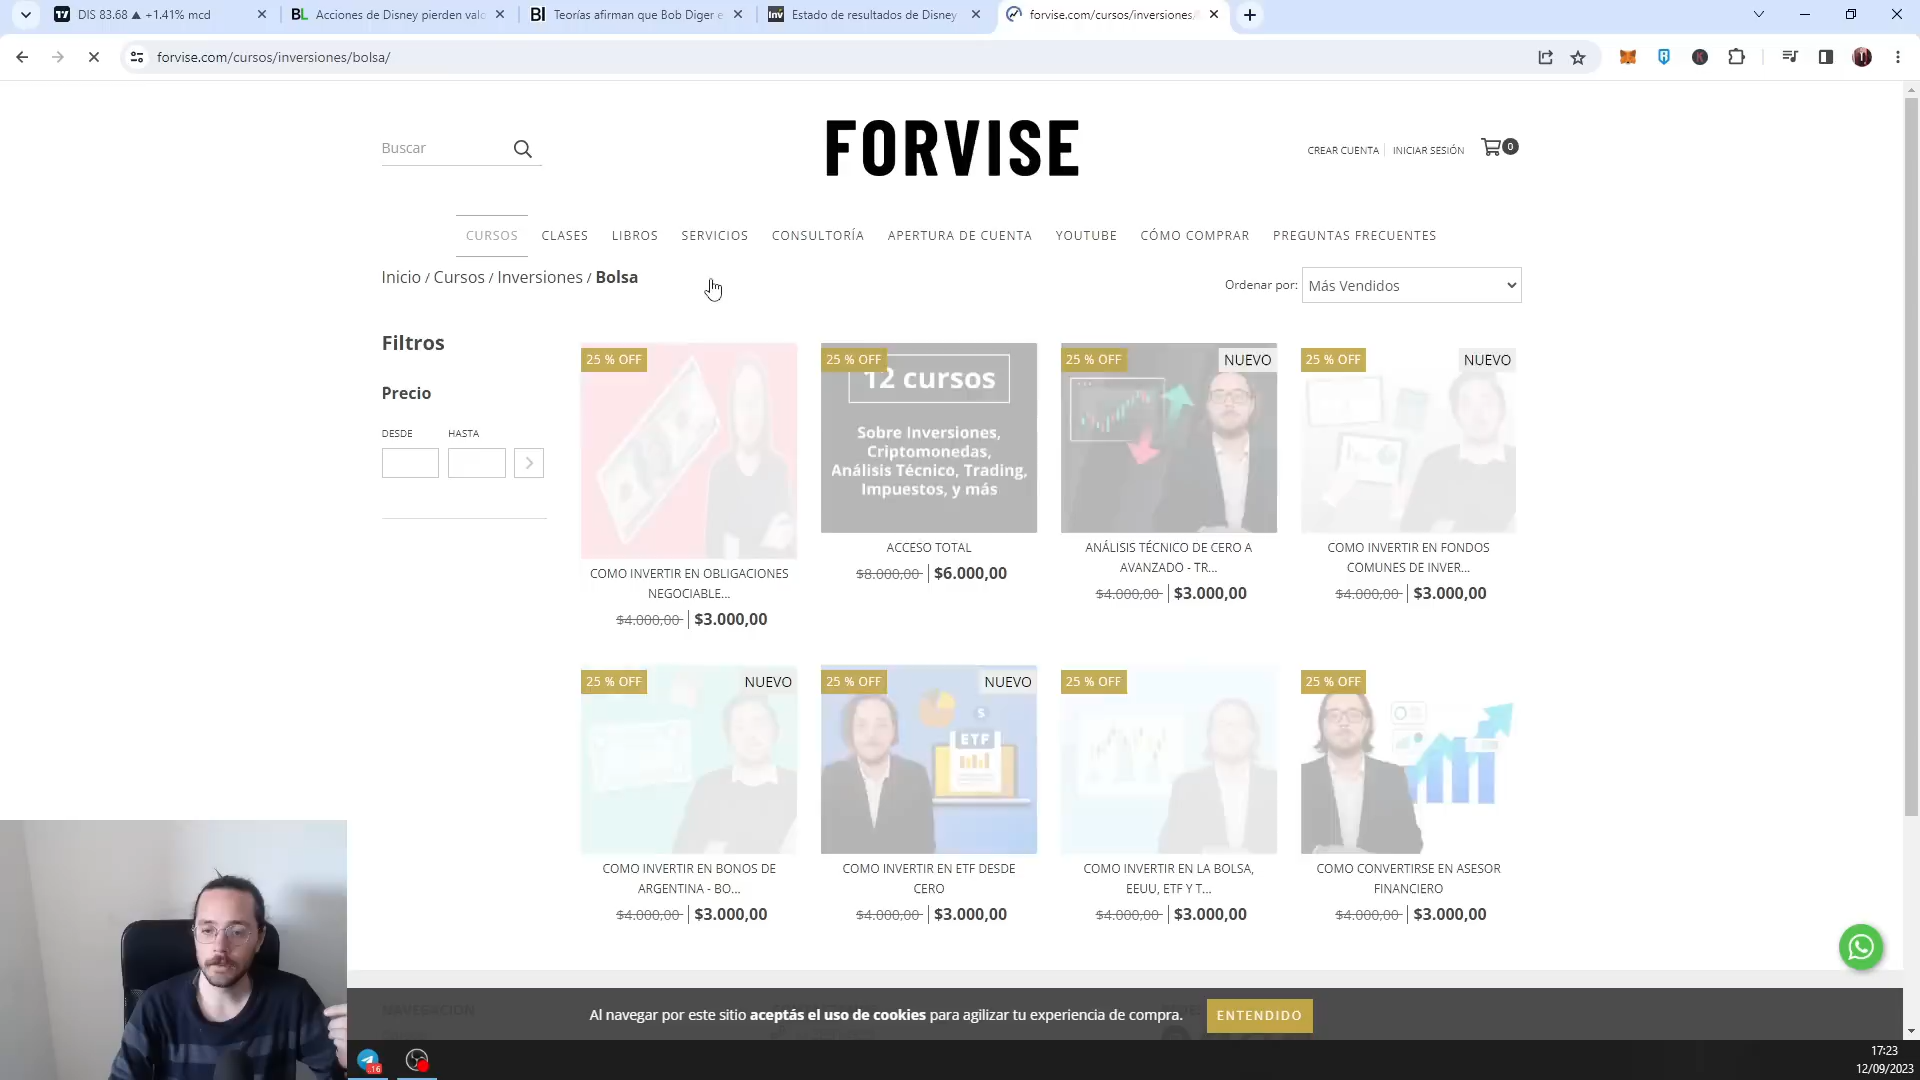 DIS 83.68 ▲ +1.41% mcd
BL Acciones de Disney pierden valo
BI Teorías afirman que Bob Diger e
Inv Estado de resultados de Disney
forvise.com/cursos/inversiones/
forvise.com/cursos/inversiones/bolsa/
Buscar
FORVISE
CREAR CUENTA
INICIAR SESIÓN
0
CURSOS CLASES LIBROS SERVICIOS CONSULTORÍA APERTURA DE CUENTA YOUTUBE CÓMO COMPRAR PREGUNTAS FRECUENTES
Inicio / Cursos / Inversiones / Bolsa
Ordenar por: Más Vendidos
Filtros
Precio
DESDE HASTA
25 % OFF
COMO INVERTIR EN OBLIGACIONES
NEGOCIABLE...
$4.000,00 $3.000,00
25 % OFF
12 cursos
Sobre Inversiones,
Criptomonedas,
Análisis Técnico, Trading,
Impuestos, y más
ACCESO TOTAL
$8.000,00 $6.000,00
25 % OFF NUEVO
ANÁLISIS TÉCNICO DE CERO A
AVANZADO - TR...
$4.000,00 $3.000,00
25 % OFF NUEVO
COMO INVERTIR EN FONDOS
COMUNES DE INVER...
$4.000,00 $3.000,00
25 % OFF NUEVO
COMO INVERTIR EN BONOS DE
ARGENTINA - BO...
$4.000,00 $3.000,00
25 % OFF NUEVO
$
ETF
COMO INVERTIR EN ETF DESDE
CERO
$4.000,00 $3.000,00
25 % OFF
COMO INVERTIR EN LA BOLSA,
EEUU, ETF Y T...
$4.000,00 $3.000,00
25 % OFF
COMO CONVERTIRSE EN ASESOR
FINANCIERO
$4.000,00 $3.000,00
NAVEGACIÓN
Al navegar por este sitio aceptás el uso de cookies para agilizar tu experiencia de compra.
ENTENDIDO
..16
17:23
12/09/2023